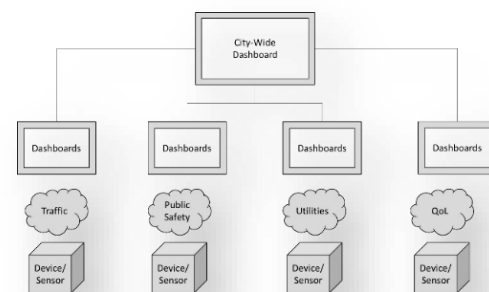 City-Wide
Dashboard
Dashboards
Dashboards
Dashboards
Dashboards
Traffic
Public
Safety
Utilities
QoL
Device/
Sensor
Device/
Sensor
Device/
Sensor
Device/
Sensor